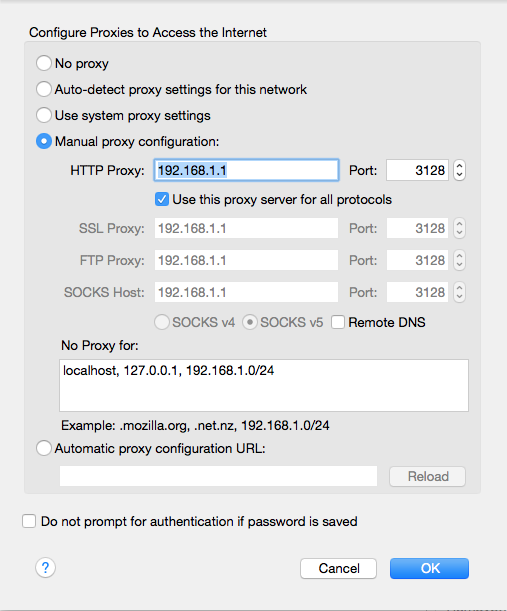 Configure Proxies to Access the Internet
No proxy
Auto-detect proxy settings for this network
Use system proxy settings
Manual proxy configuration:
HTTP Proxy: 192.168.1.1 Port: 3128
Use this proxy server for all protocols
SSL Proxy: 192.168.1.1 Port: 3128
FTP Proxy: 192.168.1.1 Port: 3128
SOCKS Host: 192.168.1.1 Port: 3128
SOCKS v4 SOCKS v5 Remote DNS
No Proxy for:
localhost, 127.0.0.1, 192.168.1.0/24
Example: .mozilla.org, .net.nz, 192.168.1.0/24
Automatic proxy configuration URL:
Reload
Do not prompt for authentication if password is saved
? Cancel OK